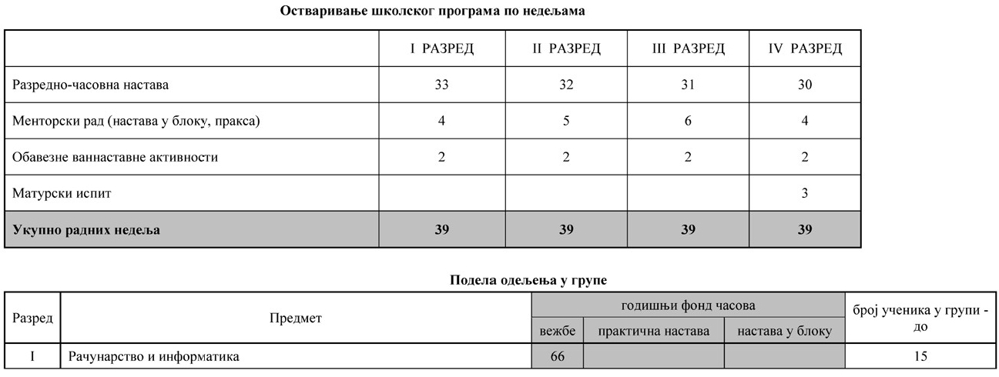 Остваривање школског програма по недељама
I РАЗРЕД II РАЗРЕД III РАЗРЕД IV РАЗРЕД
Разредно-часовна настава 33 32 31 30
Менторски рад (настава у блоку, пракса) 4 5 6 4
Обавезне ваннаставне активности 2 2 2 2
Матурски испит 3
Укупно радних недеља 39 39 39 39
Подела одељења у групе
Разред Предмет годишњи фонд часова број ученика у групи - до
вежбе практична настава настава у блоку
I Рачунарство и информатика 66 15